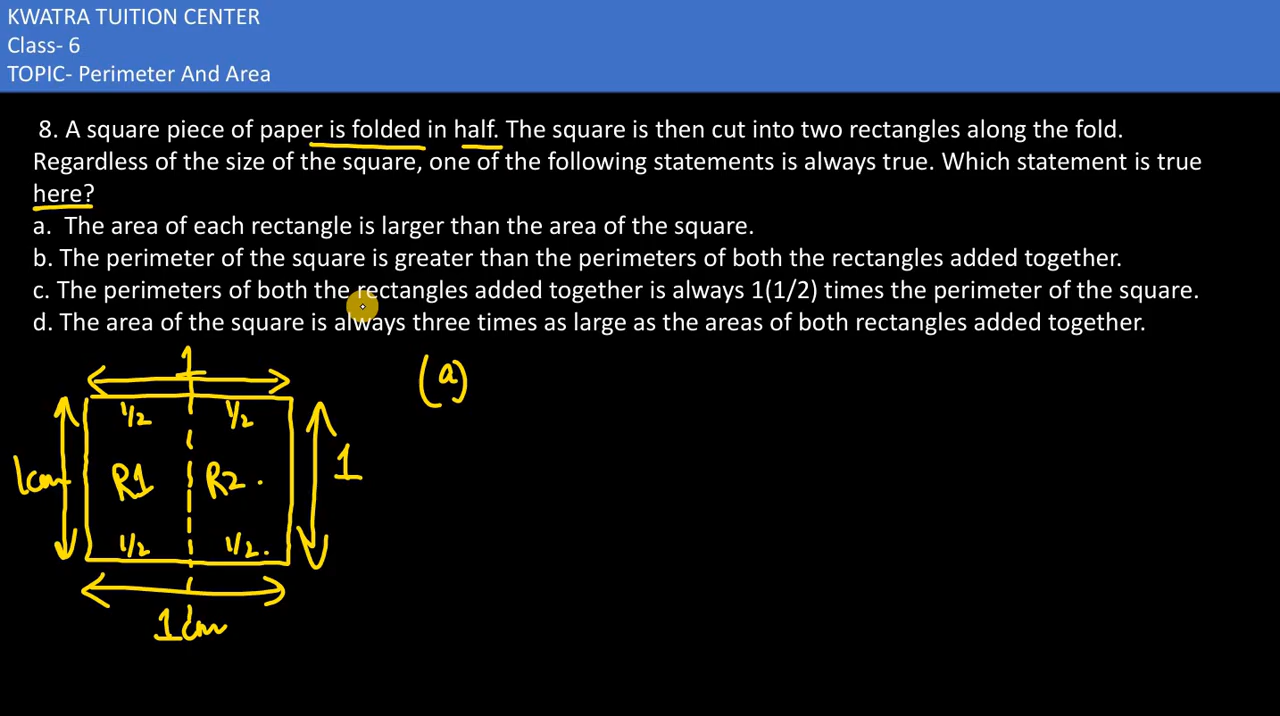 KWATRA TUITION CENTER
Class- 6
TOPIC- Perimeter And Area
8. A square piece of paper is folded in half. The square is then cut into two rectangles along the fold.
Regardless of the size of the square, one of the following statements is always true. Which statement is true
here?
a. The area of each rectangle is larger than the area of the square.
b. The perimeter of the square is greater than the perimeters of both the rectangles added together.
c. The perimeters of both the rectangles added together is always 1(1/2) times the perimeter of the square.
d. The area of the square is always three times as large as the areas of both rectangles added together.
1
(a)
1/2 1/2
1cm R1 R2. 1
1/2 1/2.
1cm